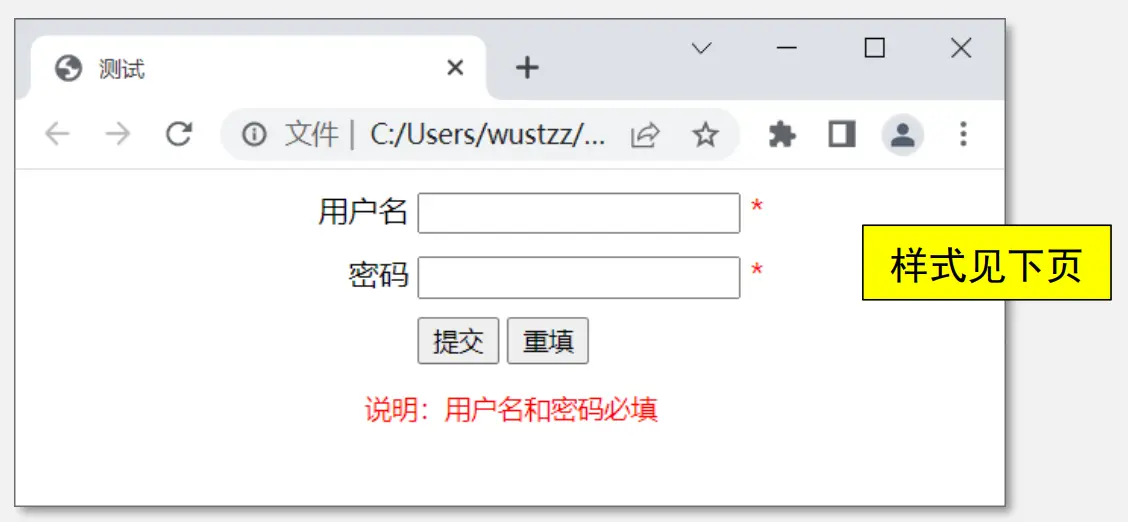 测试
文件 | C:/Users/wustzz/...
用户名 *
密码 *
样式见下页
提交 重填
说明：用户名和密码必填